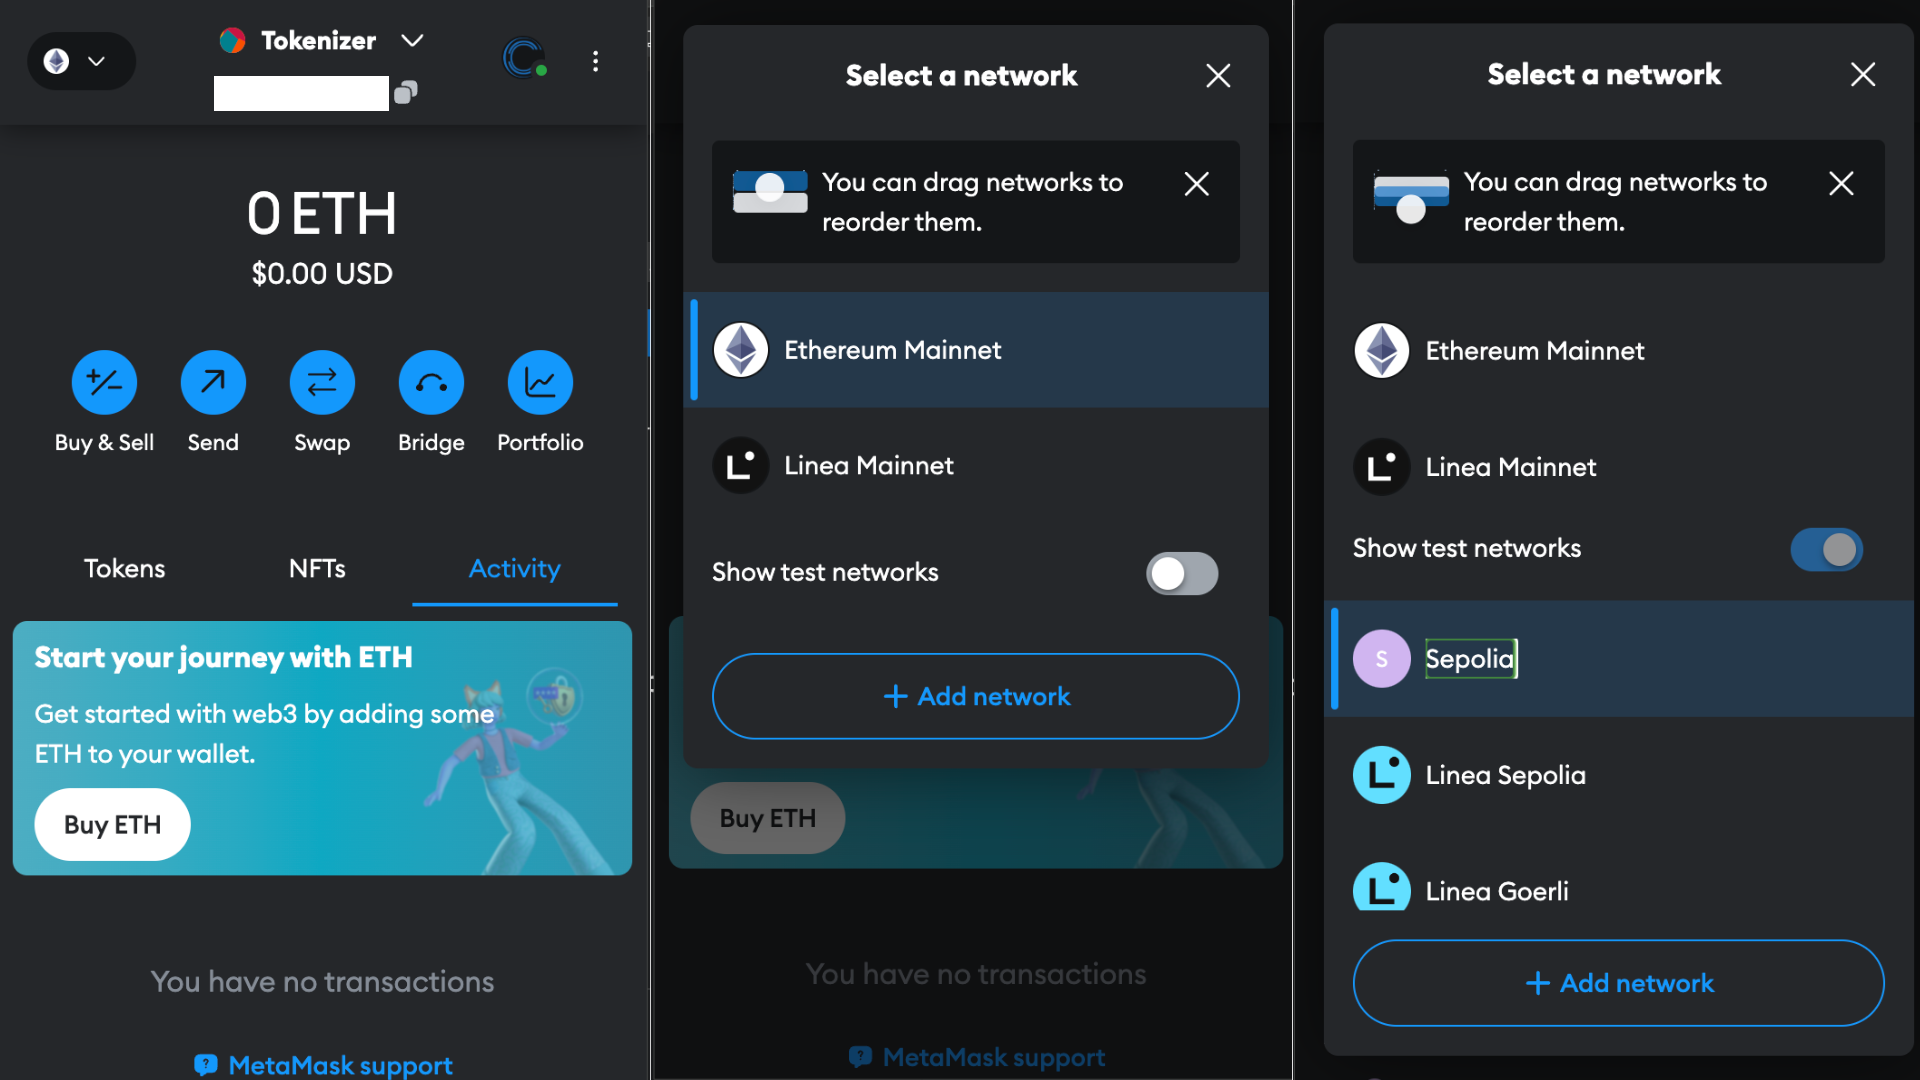 Tokenizer
0 ETH
$0.00 USD
Buy & Sell
Send
Swap
Bridge
Portfolio
Tokens
NFTs
Activity
Start your journey with ETH
Get started with web3 by adding some
ETH to your wallet.
Buy ETH
You have no transactions
MetaMask support
Select a network
You can drag networks to
reorder them.
Ethereum Mainnet
Linea Mainnet
Show test networks
+ Add network
Buy ETH
You have no transactions
MetaMask support
Select a network
You can drag networks to
reorder them.
Ethereum Mainnet
Linea Mainnet
Show test networks
S
Sepolia
Linea Sepolia
Linea Goerli
+ Add network